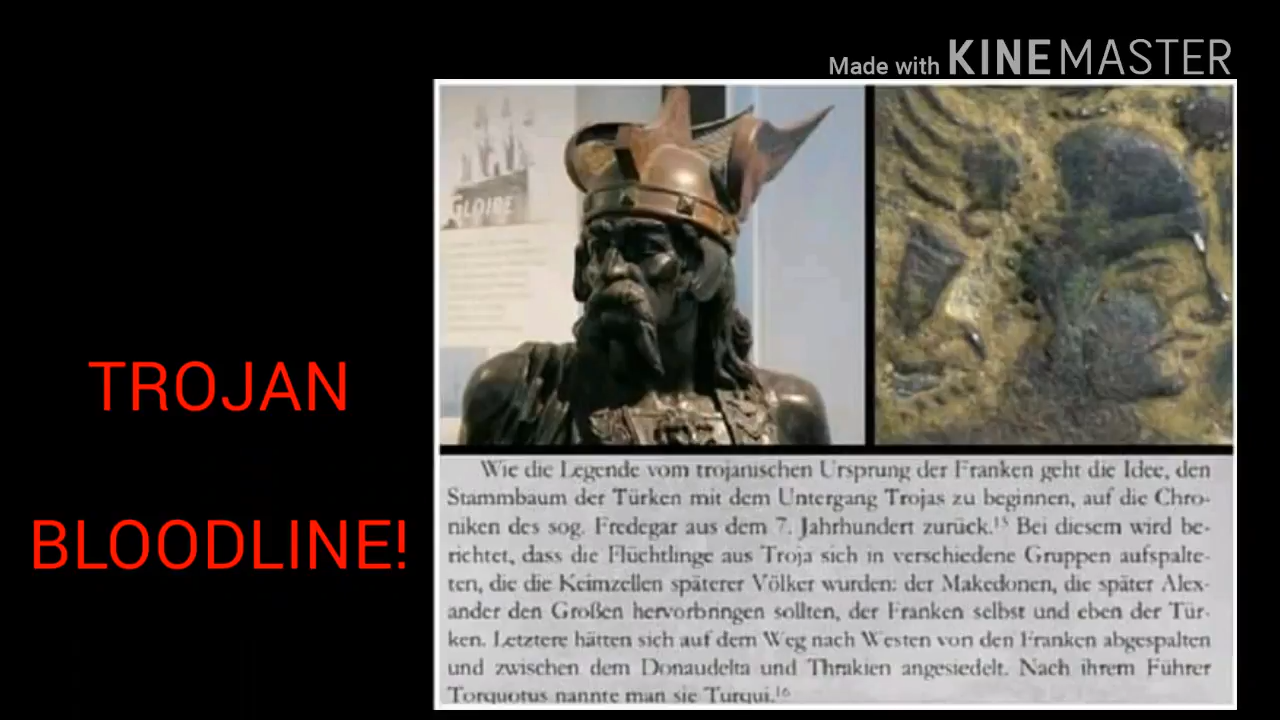 Made with KINEMASTER
GLOIRE
TROJAN
BLOODLINE!
Wie die Legende vom trojanischen Ursprung der Franken geht die Idee, den
Stammbaum der Türken mit dem Untergang Trojas zu beginnen, auf die Chro-
niken des sog. Fredegar aus dem 7. Jahrhundert zurück.¹⁵ Bei diesem wird be-
richtet, dass die Flüchtlinge aus Troja sich in verschiedene Gruppen aufspalte-
ten, die die Keimzellen späterer Völker wurden: der Makedonen, die später Alex-
ander den Großen hervorbringen sollten, der Franken selbst und eben der Tür-
ken. Letztere hätten sich auf dem Weg nach Westen von den Franken abgespalten
und zwischen dem Donaudelta und Thrakien angesiedelt. Nach ihrem Führer
Torquotus nannte man sie Turqui.¹⁶